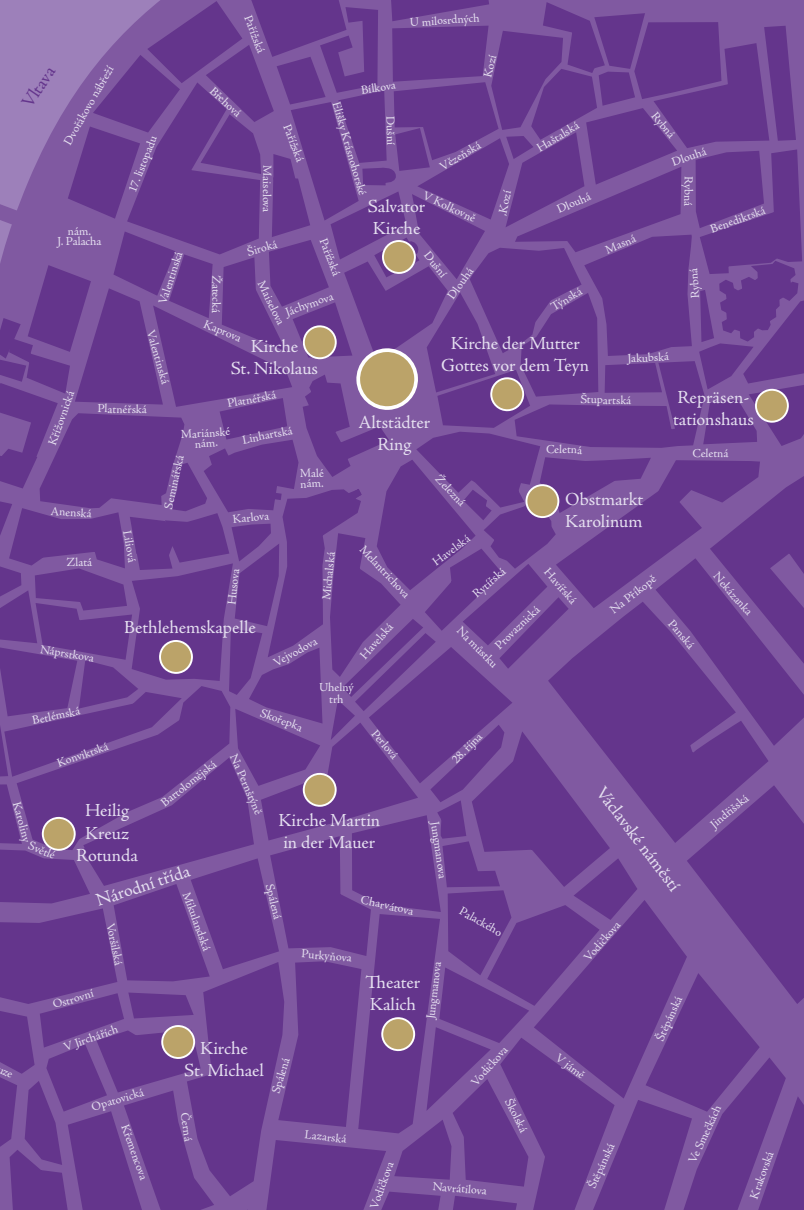 U milosrdných
Pařížská
Kozí
Vltava
Dvořákovo nábřeží
Bílkova
Břehová
Elišky Krásnohorské
Dušní
Rybná
Haštalská
Pařížská
Vězeňská
Dlouhá
17. listopadu
Maiselova
Kozí
Rybná
V Kolkovně
Dlouhá
Salvator
Kirche
Benediktská
nám.
J. Palacha
Široká
Pařížská
Masná
Valentinská
Dušní
Dlouhá
Žatecká
Maiselova
Jáchymova
Týnská
Rybná
Kaprova
Kirche
St. Nikolaus
Kirche der Mutter
Gottes vor dem Teyn
Jakubská
Valentinská
Křižovnická
Platnéřská
Platnéřská
Štupartská
Repräsen-
tationshaus
Altstädter
Ring
Mariánské
nám.
Linhartská
Celetná
Celetná
Seminářská
Malé
nám.
Železná
Obstmarkt
Karolinum
Anenská
Karlova
Liliová
Havelská
Zlatá
Michalská
Melantrichova
Husova
Rytířská
Havířská
Na Příkopě
Nekázanka
Provaznická
Panská
Bethlehemskapelle
Havelská
Na můstku
Náprstkova
Vejvodova
Uhelný
trh
Betlémská
Skořepka
Perlová
28. října
Konviktská
Bartolomějská
Na Perštýně
Václavské náměstí
Karoliny Světlé
Heilig
Kreuz
Rotunda
Kirche Martin
in der Mauer
Jindřišská
Jungmanova
Národní třída
Spálená
Mikulandská
Charvátova
Palackého
Voršilská
Vodičkova
Purkyňova
Theater
Kalich
Jungmanova
Ostrovní
Štěpánská
V Jirchářích
Kirche
St. Michael
Vodičkova
V jámě
Spálená
Opatovická
Školská
Černá
Křemencova
Lazarská
Ve Smečkách
Štěpánská
Krakovská
Vodičkova
Navrátilova